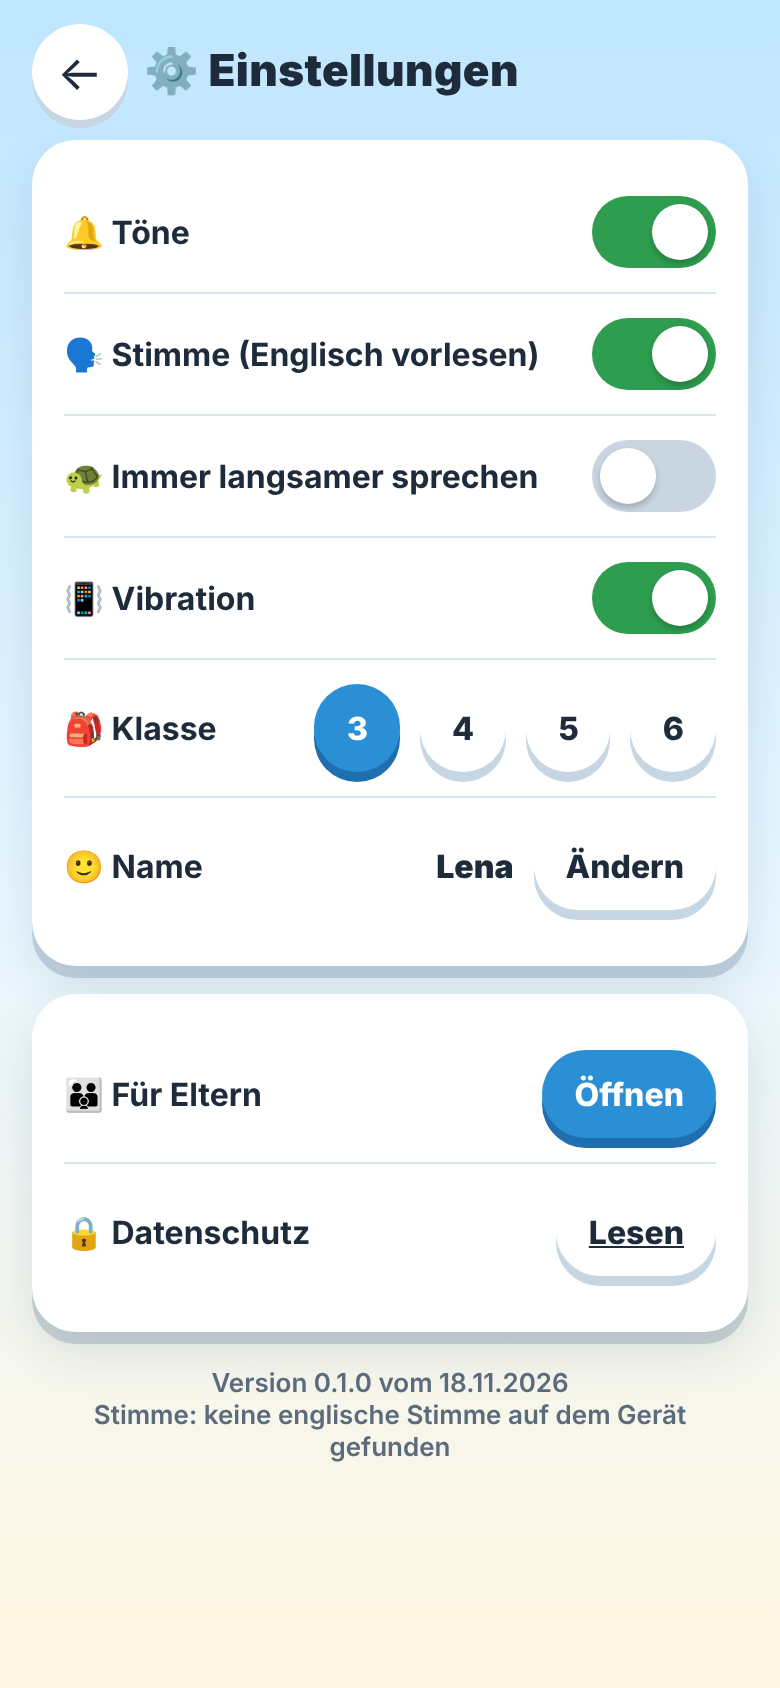 Einstellungen
Töne
Stimme (Englisch vorlesen)
Immer langsamer sprechen
Vibration
Klasse 3 4 5 6
Name Lena Ändern
Für Eltern Öffnen
Datenschutz Lesen
Version 0.1.0 vom 18.11.2026
Stimme: keine englische Stimme auf dem Gerät
gefunden